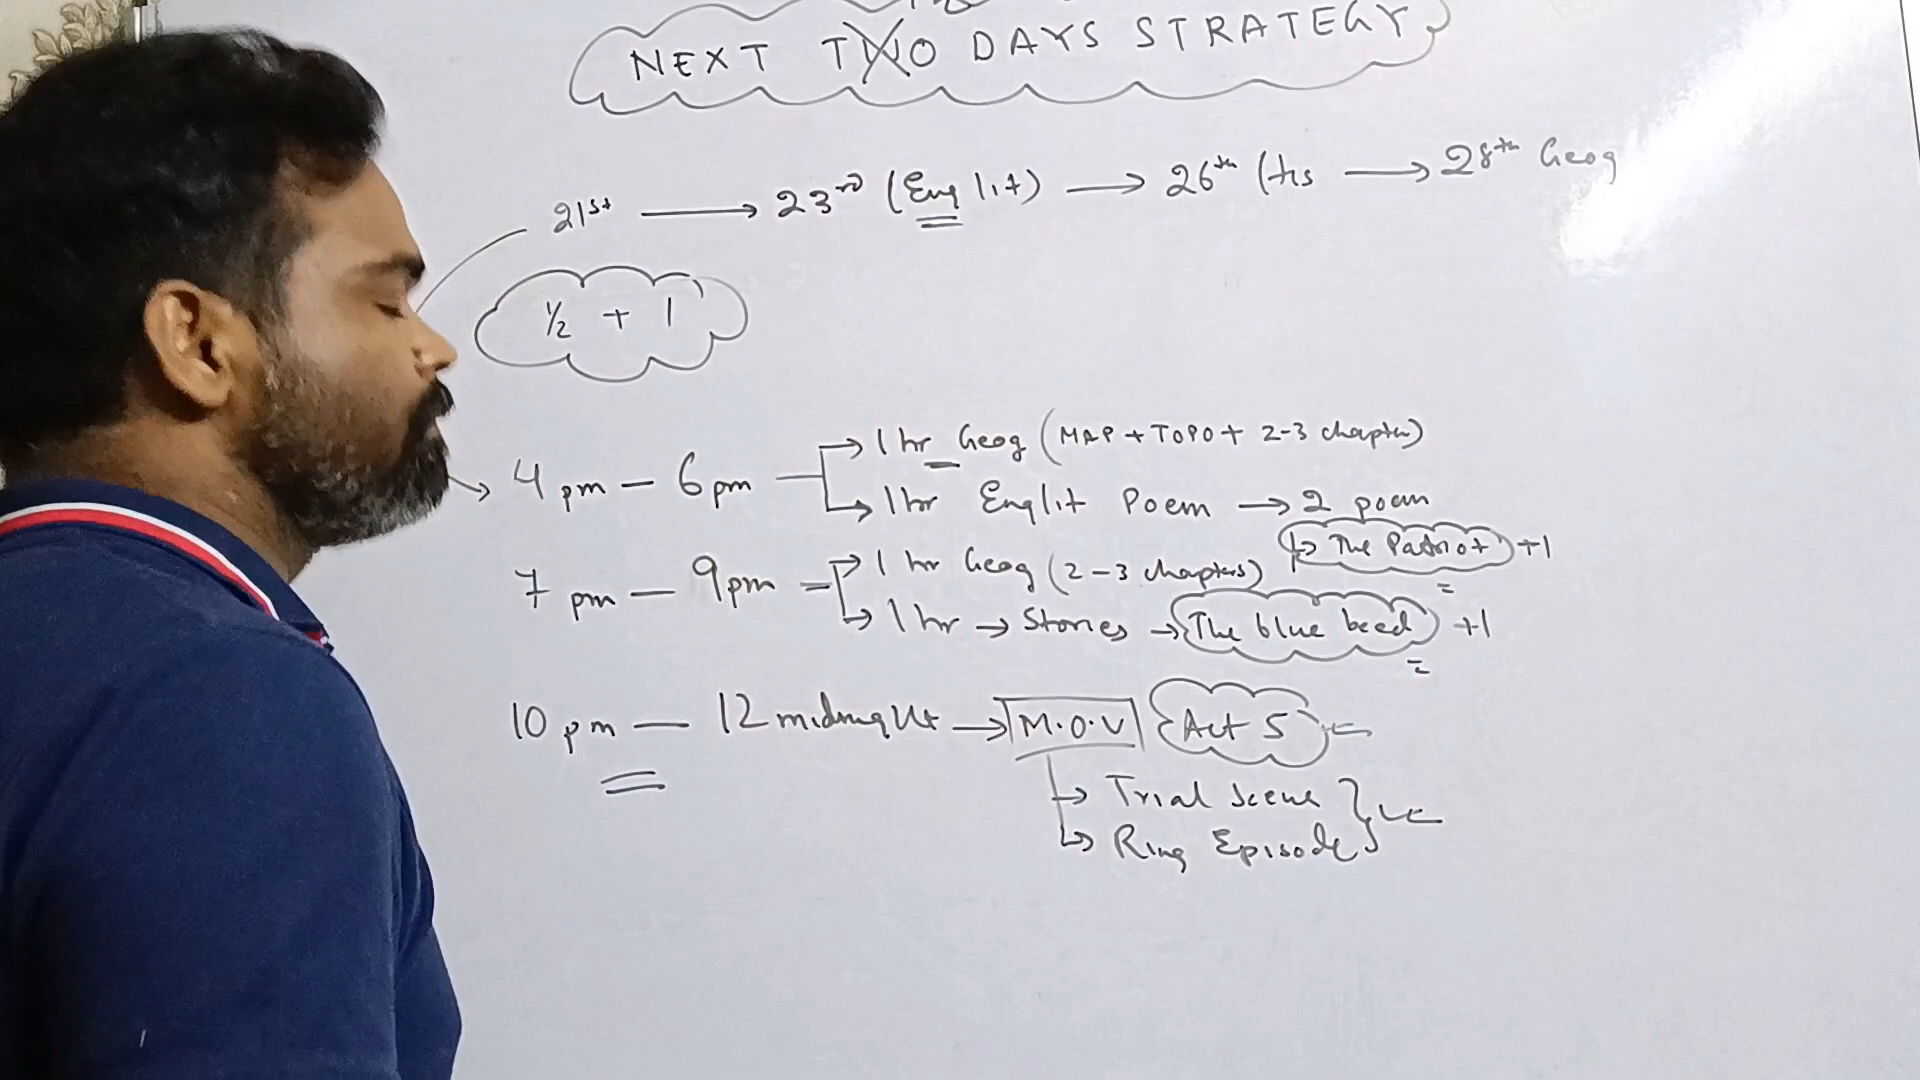 NEXT TWO DAYS STRATEGY
21st → 23rd (Eng lit) → 26th (His → 28th Geog
½ + 1
4 pm — 6 pm → 1 hr Geog (MAP + TOPO + 2-3 chapter)
→ 1 hr Eng lit Poem → 2 poem
↳ The Patriot +1
7 pm — 9 pm → 1 hr Geog (2-3 chapters)
→ 1 hr → Stories → The blue bead +1
10 pm — 12 midnight → M.O.V Act 5
→ Trial Scene
→ Ring Episode